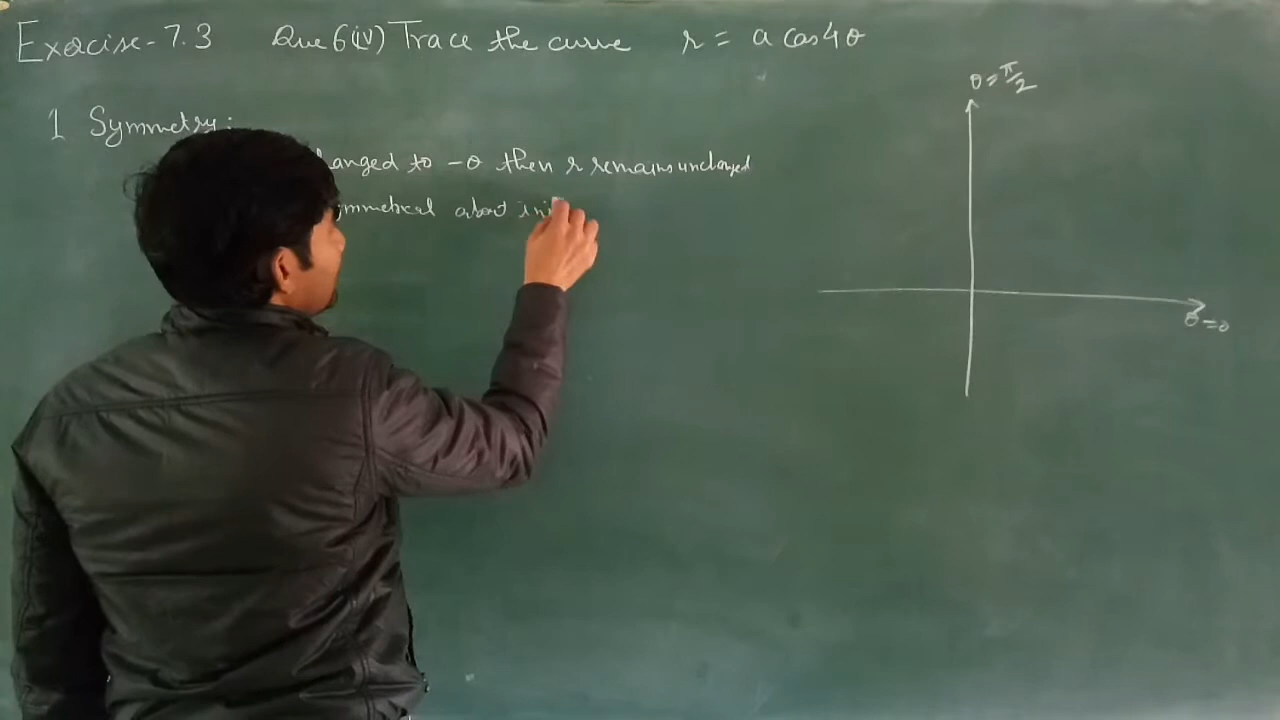 Exercise-7.3 Que 6(iv) Trace the curve r = a cos4θ
θ=π/2
1 Symmetry:
hanged to -θ then r remains unchanged
ymmetrical about ini
θ=0